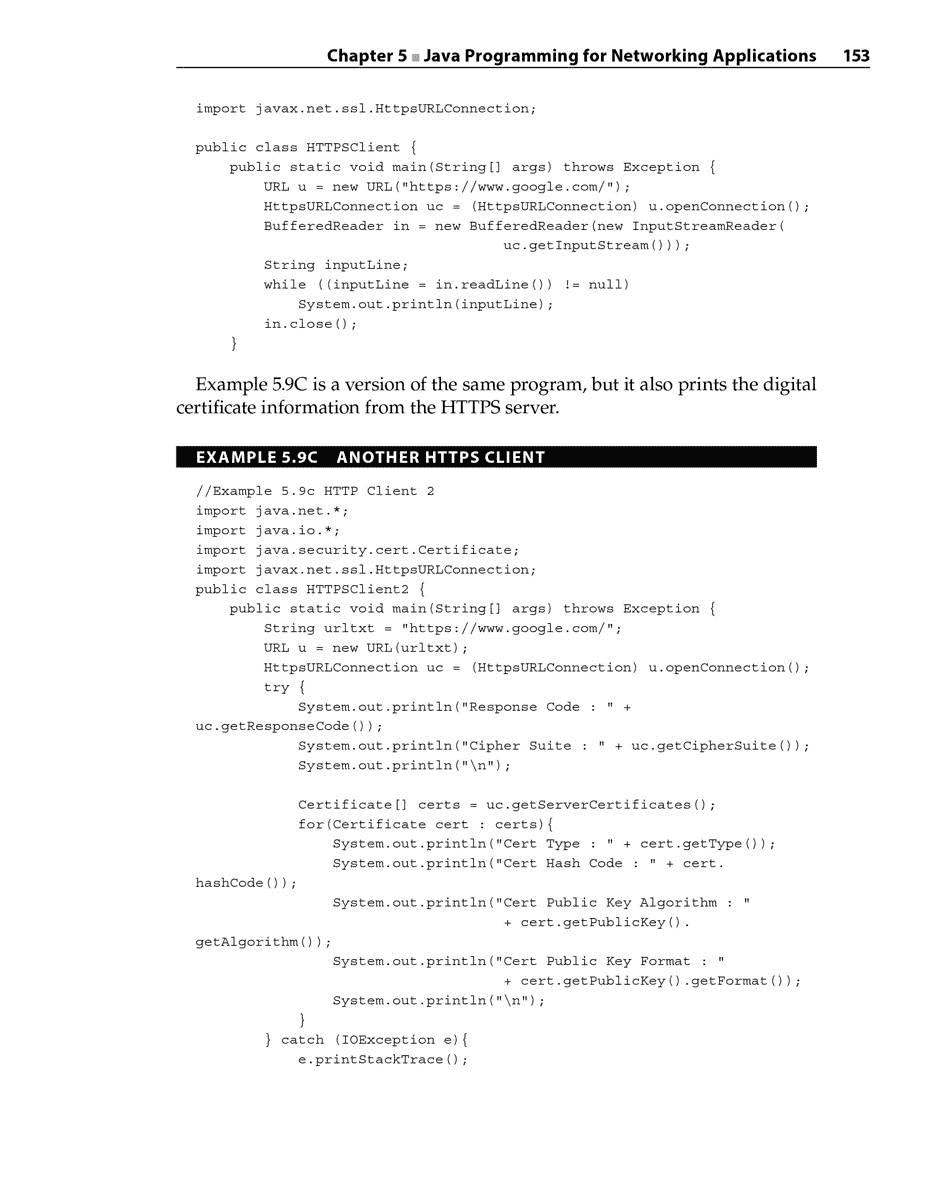 Chapter 5 ■ Java Programming for Networking Applications 153
import javax.net.ssl.HttpsURLConnection;
public class HTTPSClient {
    public static void main(String[] args) throws Exception {
        URL u = new URL("https://www.google.com/");
        HttpsURLConnection uc = (HttpsURLConnection) u.openConnection();
        BufferedReader in = new BufferedReader(new InputStreamReader(
                                    uc.getInputStream()));
        String inputLine;
        while ((inputLine = in.readLine()) != null)
            System.out.println(inputLine);
        in.close();
    }
Example 5.9C is a version of the same program, but it also prints the digital
certificate information from the HTTPS server.
EXAMPLE 5.9C ANOTHER HTTPS CLIENT
//Example 5.9c HTTP Client 2
import java.net.*;
import java.io.*;
import java.security.cert.Certificate;
import javax.net.ssl.HttpsURLConnection;
public class HTTPSClient2 {
    public static void main(String[] args) throws Exception {
        String urltxt = "https://www.google.com/";
        URL u = new URL(urltxt);
        HttpsURLConnection uc = (HttpsURLConnection) u.openConnection();
        try {
            System.out.println("Response Code : " +
uc.getResponseCode());
            System.out.println("Cipher Suite : " + uc.getCipherSuite());
            System.out.println("\n");
            Certificate[] certs = uc.getServerCertificates();
            for(Certificate cert : certs){
                System.out.println("Cert Type : " + cert.getType());
                System.out.println("Cert Hash Code : " + cert.
hashCode());
                System.out.println("Cert Public Key Algorithm : "
                                    + cert.getPublicKey().
getAlgorithm());
                System.out.println("Cert Public Key Format : "
                                    + cert.getPublicKey().getFormat());
                System.out.println("\n");
            }
        } catch (IOException e){
            e.printStackTrace();